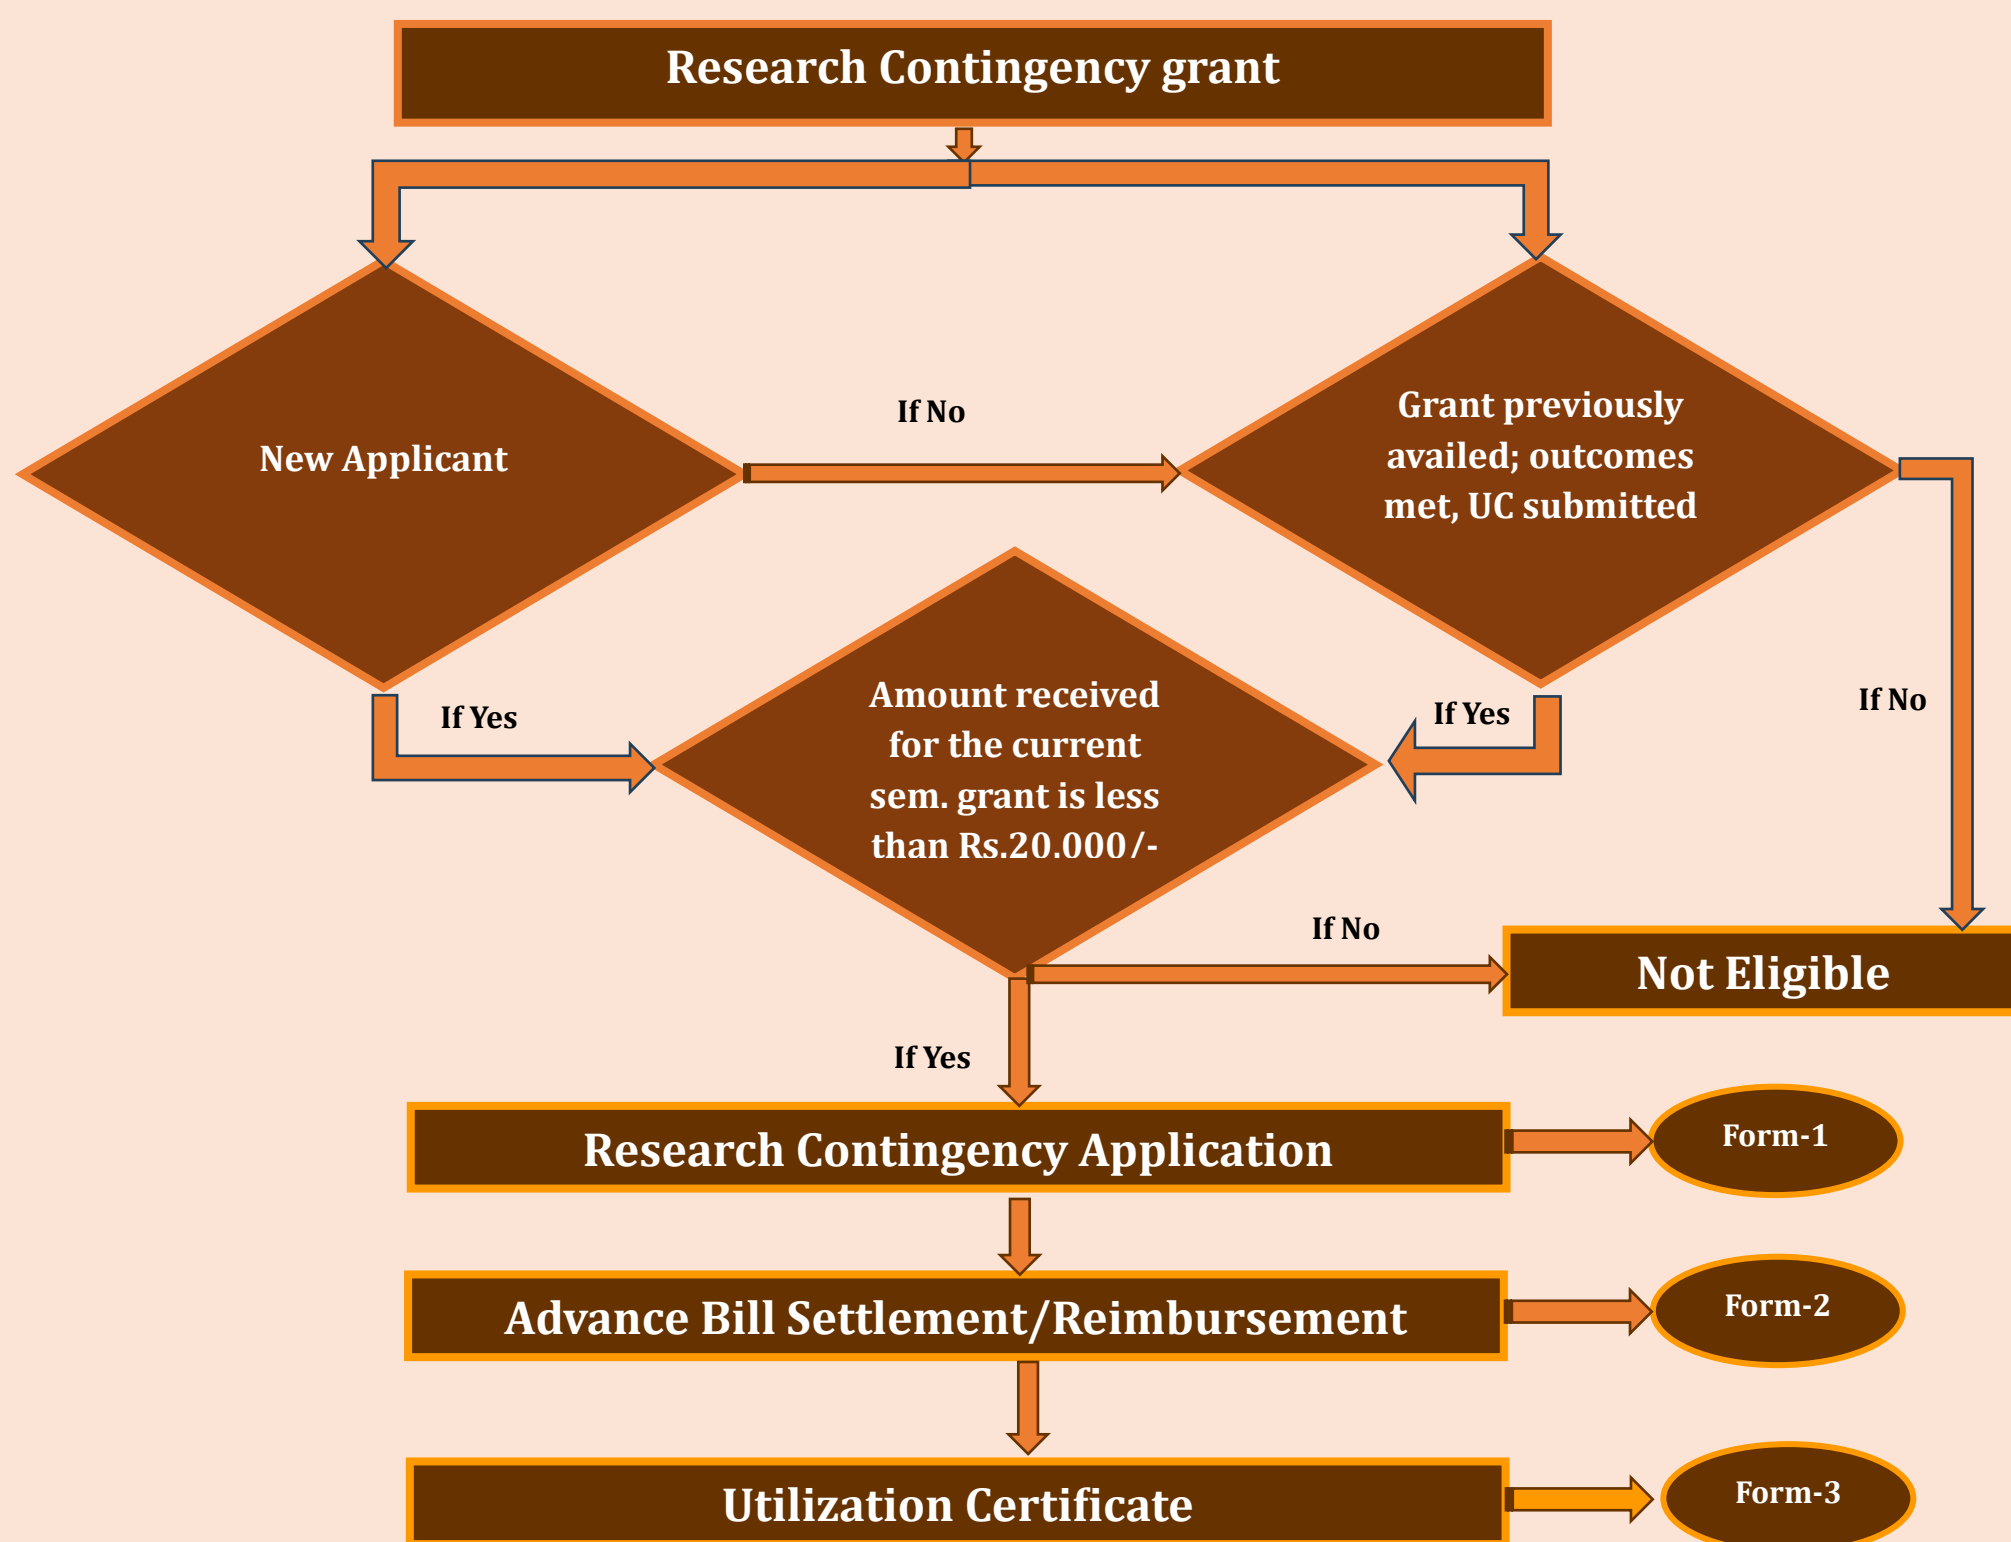 Research Contingency grant
If No
New Applicant
Grant previously
availed; outcomes
met, UC submitted
If Yes
Amount received
for the current
sem. grant is less
than Rs.20.000/-
If Yes
If No
If No
Not Eligible
If Yes
Research Contingency Application
Form-1
Advance Bill Settlement/Reimbursement
Form-2
Utilization Certificate
Form-3